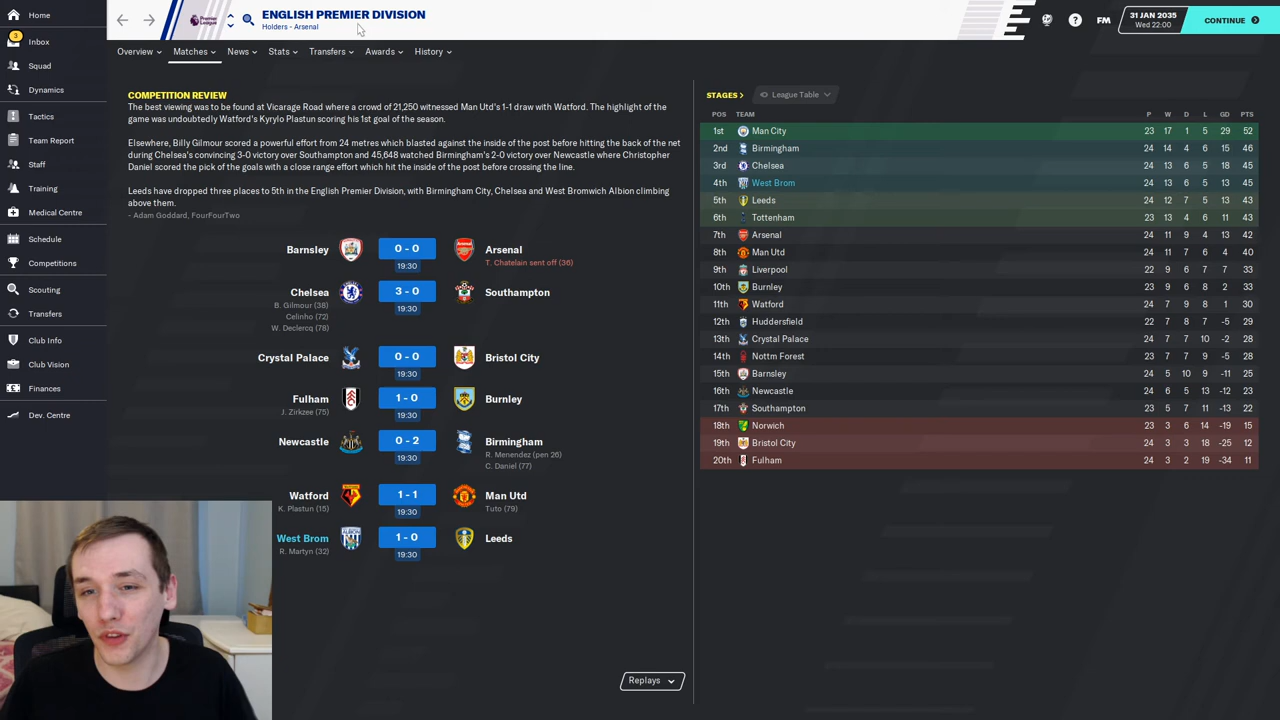 Home
3
Inbox
Squad
Dynamics
Tactics
Team Report
Staff
Training
Medical Centre
Schedule
Competitions
Scouting
Transfers
Club Info
Club Vision
Finances
Dev. Centre
Premier League
ENGLISH PREMIER DIVISION
Holders - Arsenal
? FM
31 JAN 2035
Wed 22:00
CONTINUE
Overview Matches News Stats Transfers Awards History
COMPETITION REVIEW
The best viewing was to be found at Vicarage Road where a crowd of 21,250 witnessed Man Utd's 1-1 draw with Watford. The highlight of the
game was undoubtedly Watford's Kyrylo Plastun scoring his 1st goal of the season.
Elsewhere, Billy Gilmour scored a powerful effort from 24 metres which blasted against the inside of the post before hitting the back of the net
during Chelsea's convincing 3-0 victory over Southampton and 45,648 watched Birmingham's 2-0 victory over Newcastle where Christopher
Daniel scored the pick of the goals with a close range effort which hit the inside of the post before crossing the line.
Leeds have dropped three places to 5th in the English Premier Division, with Birmingham City, Chelsea and West Bromwich Albion climbing
above them.
- Adam Goddard, FourFourTwo
Barnsley 0 - 0 Arsenal
19:30 T. Chatelain sent off (36)
Chelsea 3 - 0 Southampton
B. Gilmour (38) 19:30
Celinho (72)
W. Declercq (78)
Crystal Palace 0 - 0 Bristol City
19:30
Fulham 1 - 0 Burnley
J. Zirkzee (75) 19:30
Newcastle 0 - 2 Birmingham
19:30 R. Menendez (pen 26)
C. Daniel (77)
Watford 1 - 1 Man Utd
K. Plastun (15) 19:30 Tuto (79)
West Brom 1 - 0 Leeds
R. Martyn (32) 19:30
Replays
STAGES > League Table
POS TEAM P W D L GD PTS
1st Man City 23 17 1 5 29 52
2nd Birmingham 24 14 4 6 15 46
3rd Chelsea 24 13 6 5 18 45
4th West Brom 24 13 6 5 13 45
5th Leeds 24 12 7 5 13 43
6th Tottenham 23 13 4 6 11 43
7th Arsenal 24 11 9 4 13 42
8th Man Utd 24 11 7 6 4 40
9th Liverpool 22 9 6 7 7 33
10th Burnley 23 9 6 8 2 33
11th Watford 24 7 9 8 1 30
12th Huddersfield 22 7 8 7 -5 29
13th Crystal Palace 24 7 7 10 -2 28
14th Nottm Forest 23 7 7 9 -5 28
15th Barnsley 24 5 10 9 -11 25
16th Newcastle 24 6 5 13 -12 23
17th Southampton 23 5 7 11 -13 22
18th Norwich 23 3 6 14 -19 15
19th Bristol City 24 3 3 18 -25 12
20th Fulham 24 3 2 19 -34 11